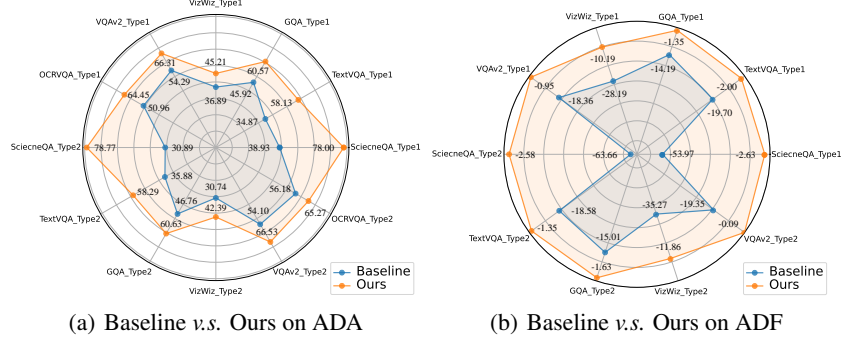 VizWiz_Type1
VQAv2_Type1
GQA_Type1
OCRVQA_Type1
TextVQA_Type1
SciecneQA_Type2
SciecneQA_Type1
TextVQA_Type2
OCRVQA_Type2
GQA_Type2
VQAv2_Type2
VizWiz_Type2
66.31
54.29
45.21
36.89
60.57
45.92
64.45
50.96
58.13
34.87
78.77
30.89
38.93
78.00
58.29
35.88
56.18
65.27
46.76
60.63
30.74
42.39
54.10
66.53
Baseline
Ours
(a) Baseline v.s. Ours on ADA
VizWiz_Type1
GQA_Type1
VQAv2_Type1
TextVQA_Type1
SciecneQA_Type2
SciecneQA_Type1
TextVQA_Type2
VQAv2_Type2
GQA_Type2
VizWiz_Type2
-10.19
-28.19
-1.35
-14.19
-0.95
-18.36
-2.00
-19.70
-2.58
-63.66
-53.97
-2.63
-18.58
-1.35
-35.27
-19.35
-0.09
-15.01
-1.63
-11.86
Baseline
Ours
(b) Baseline v.s. Ours on ADF